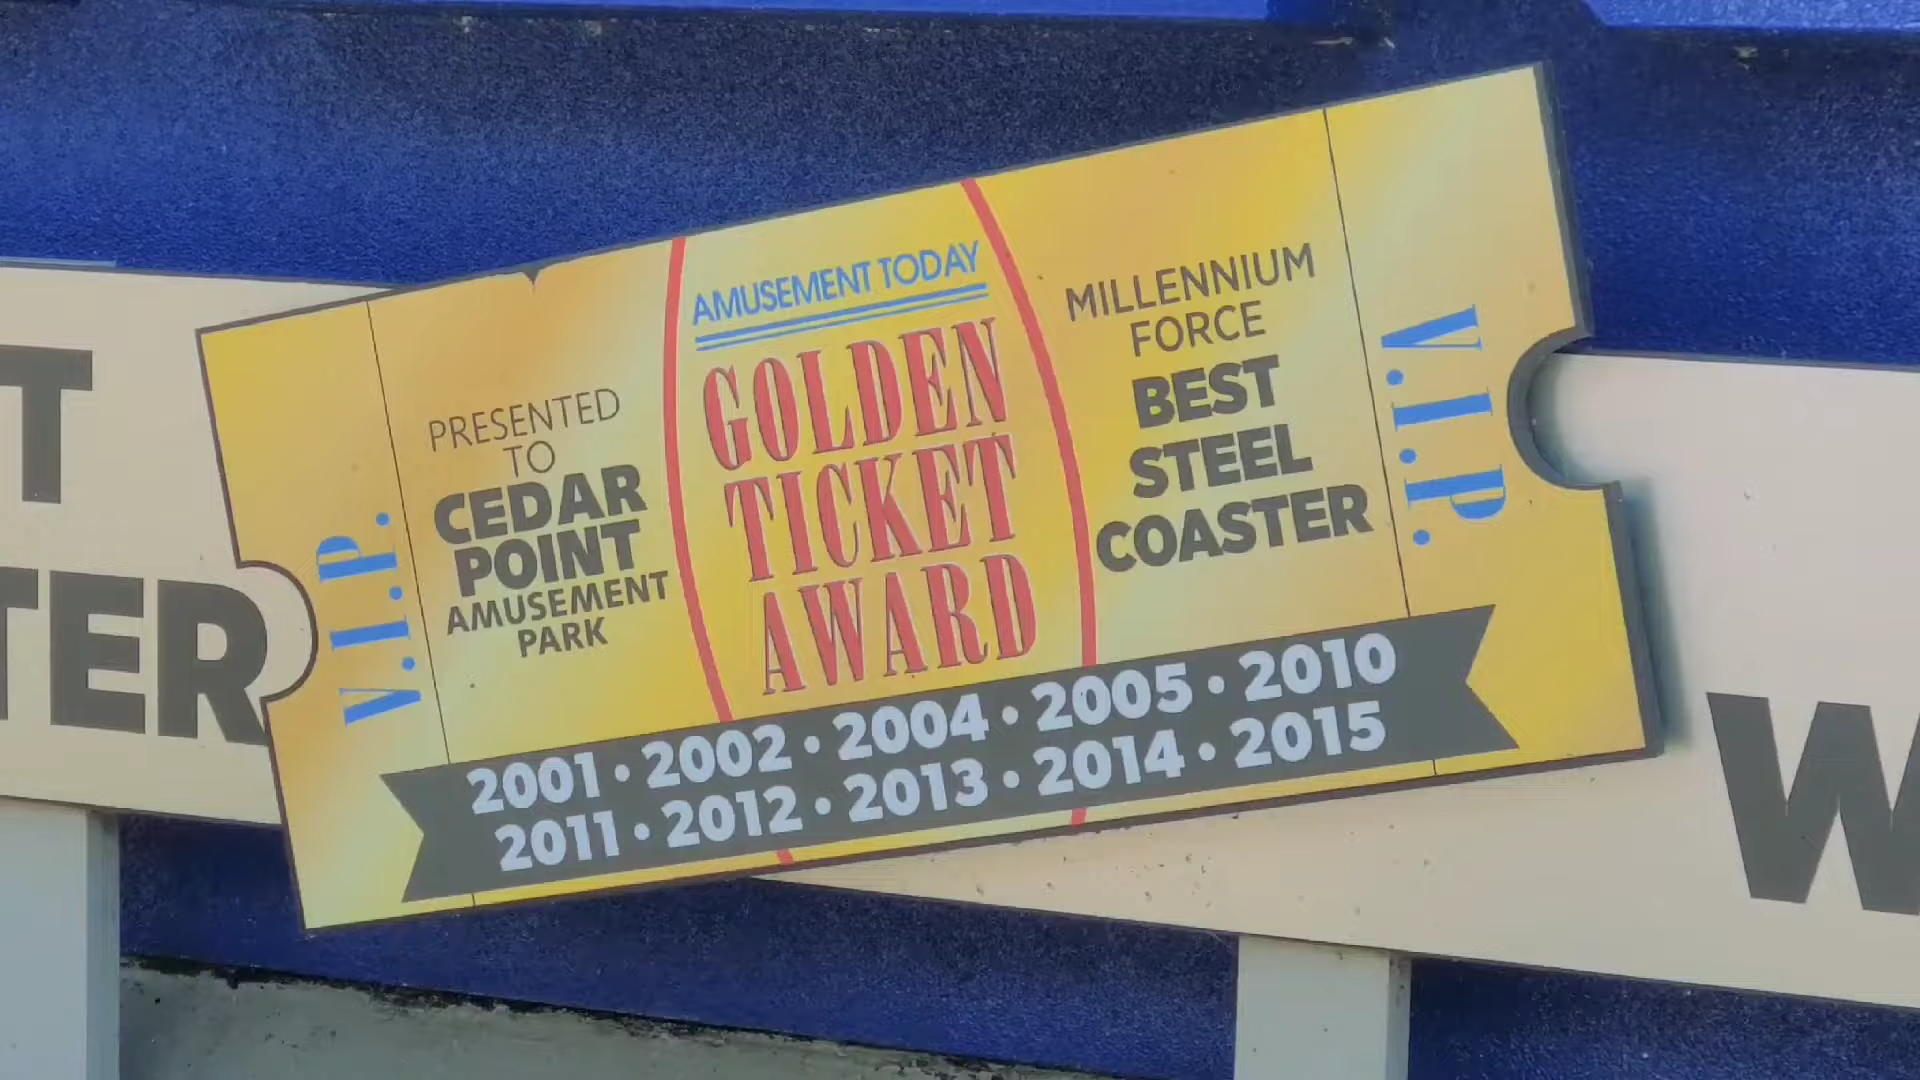 T
TER
V.I.P.
PRESENTED
TO
CEDAR
POINT
AMUSEMENT
PARK
AMUSEMENT TODAY
GOLDEN
TICKET
AWARD
MILLENNIUM
FORCE
BEST
STEEL
COASTER
V.I.P.
2001 • 2002 • 2004 • 2005 • 2010
2011 • 2012 • 2013 • 2014 • 2015
W